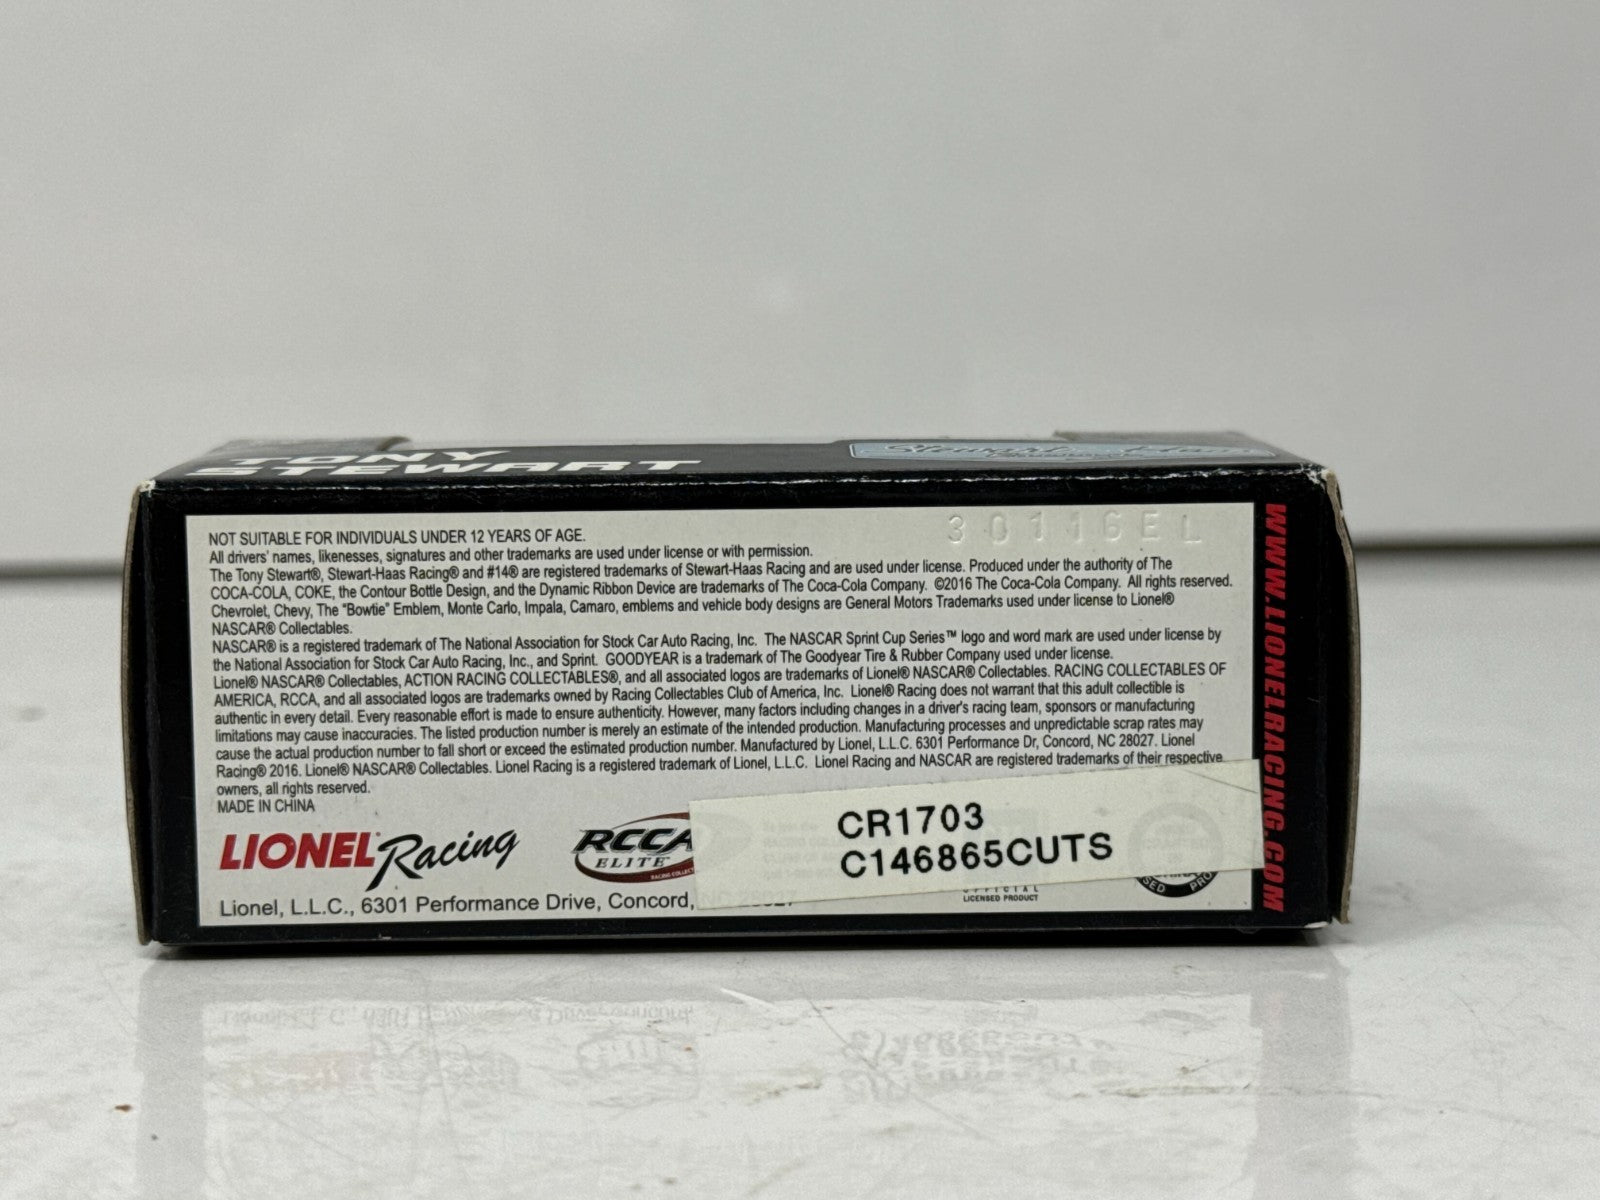 TONY
STEWART
Stewart-Haas
30116EL
NOT SUITABLE FOR INDIVIDUALS UNDER 12 YEARS OF AGE.
All drivers' names, likenesses, signatures and other trademarks are used under license or with permission.
The Tony Stewart®, Stewart-Haas Racing® and #14® are registered trademarks of Stewart-Haas Racing and are used under license. Produced under the authority of The
COCA-COLA, COKE, the Contour Bottle Design, and the Dynamic Ribbon Device are trademarks of The Coca-Cola Company. ©2016 The Coca-Cola Company. All rights reserved.
Chevrolet, Chevy, The "Bowtie" Emblem, Monte Carlo, Impala, Camaro, emblems and vehicle body designs are General Motors Trademarks used under license to Lionel®
NASCAR® Collectables.
NASCAR® is a registered trademark of The National Association for Stock Car Auto Racing, Inc. The NASCAR Sprint Cup Series™ logo and word mark are used under license by
the National Association for Stock Car Auto Racing, Inc., and Sprint. GOODYEAR is a trademark of The Goodyear Tire & Rubber Company used under license.
Lionel® NASCAR® Collectables, ACTION RACING COLLECTABLES®, and all associated logos are trademarks of Lionel® NASCAR® Collectables. RACING COLLECTABLES OF
AMERICA, RCCA, and all associated logos are trademarks owned by Racing Collectables Club of America, Inc. Lionel® Racing does not warrant that this adult collectible is
authentic in every detail. Every reasonable effort is made to ensure authenticity. However, many factors including changes in a driver's racing team, sponsors or manufacturing
limitations may cause inaccuracies. The listed production number is merely an estimate of the intended production. Manufacturing processes and unpredictable scrap rates may
cause the actual production number to fall short or exceed the estimated production number. Manufactured by Lionel, L.L.C. 6301 Performance Dr, Concord, NC 28027. Lionel
Racing® 2016. Lionel® NASCAR® Collectables. Lionel Racing is a registered trademark of Lionel, L.L.C. Lionel Racing and NASCAR are registered trademarks of their respective
owners, all rights reserved.
MADE IN CHINA
LIONEL Racing
RCCA
ELITE
CR1703
C146865CUTS
OFFICIAL
LICENSED PRODUCT
Lionel, L.L.C., 6301 Performance Drive, Concord, NC 28027
WWW.LIONELRACING.COM